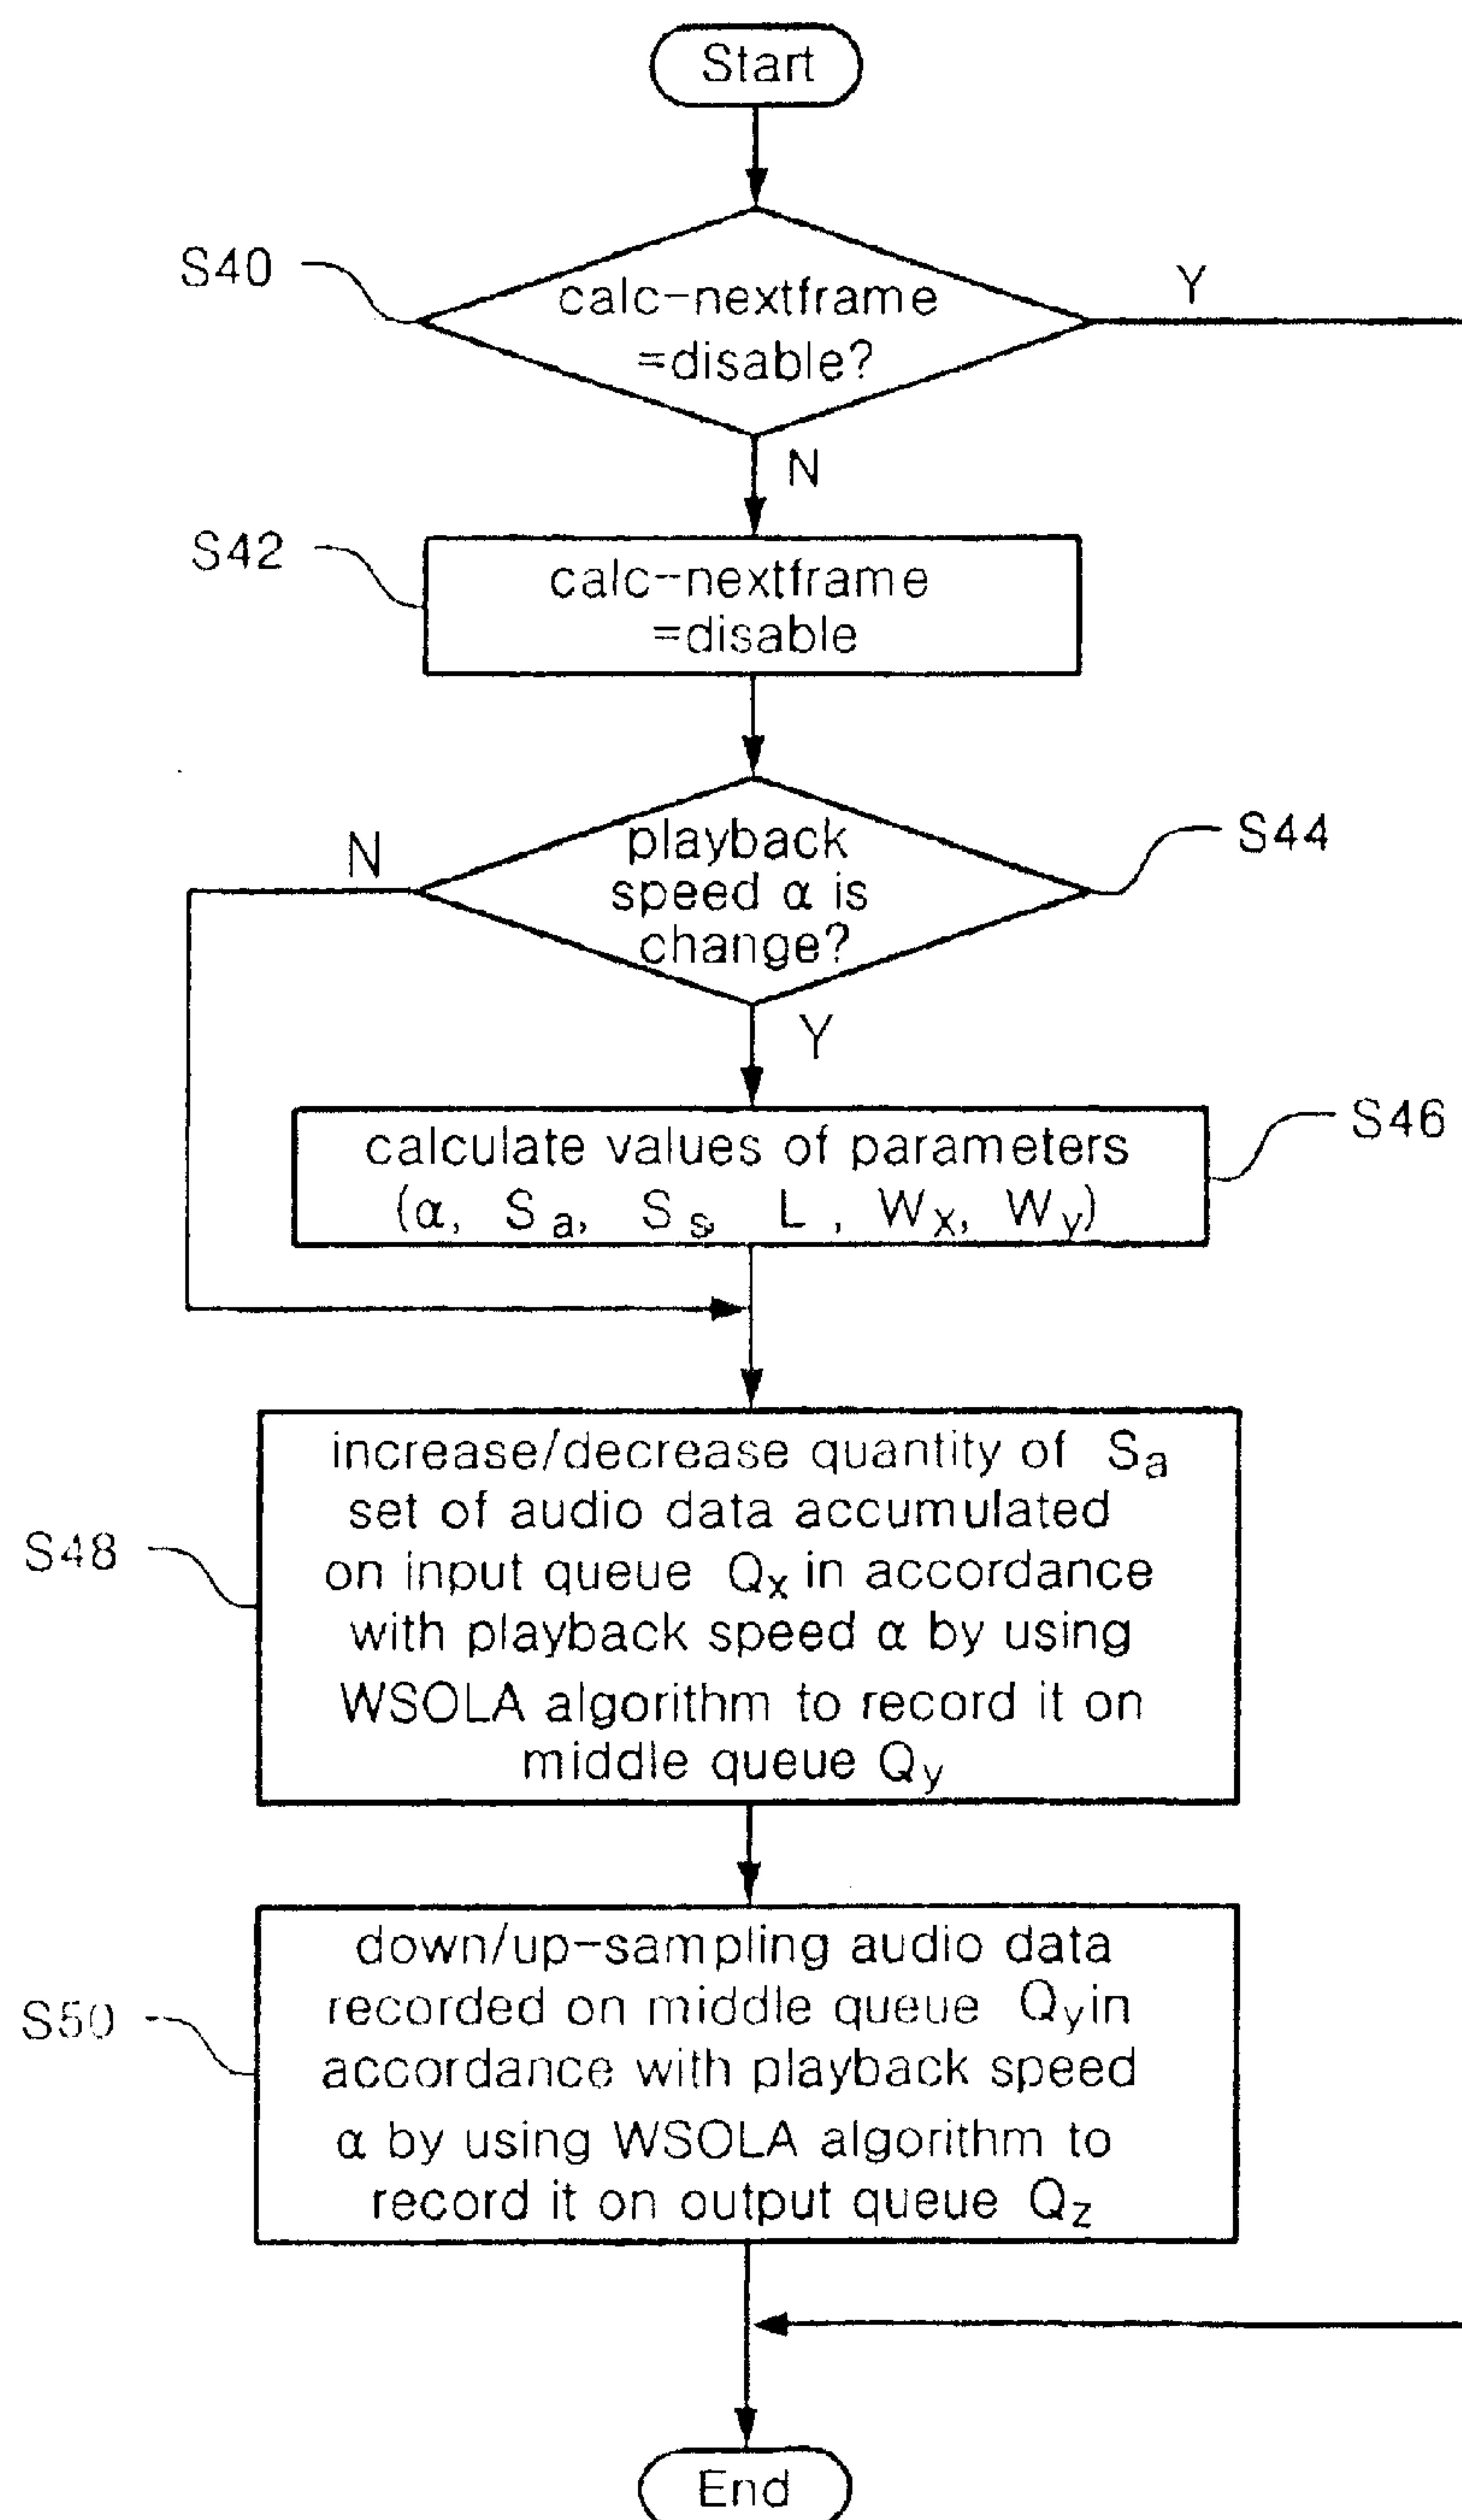 Start
S40
calc-nextframe
=disable?
Y
N
S42
calc-nextframe
=disable
N
playback
speed α is
change?
S44
Y
calculate values of parameters
(α, Sa, Ss L , Wx, Wy)
S46
increase/decrease quantity of Sa
set of audio data accumulated
on input queue Qx in accordance
with playback speed α by using
WSOLA algorithm to record it on
middle queue Qy
S48
down/up-sampling audio data
recorded on middle queue Qy in
accordance with playback speed
α by using WSOLA algorithm to
record it on output queue Qz
S50
End